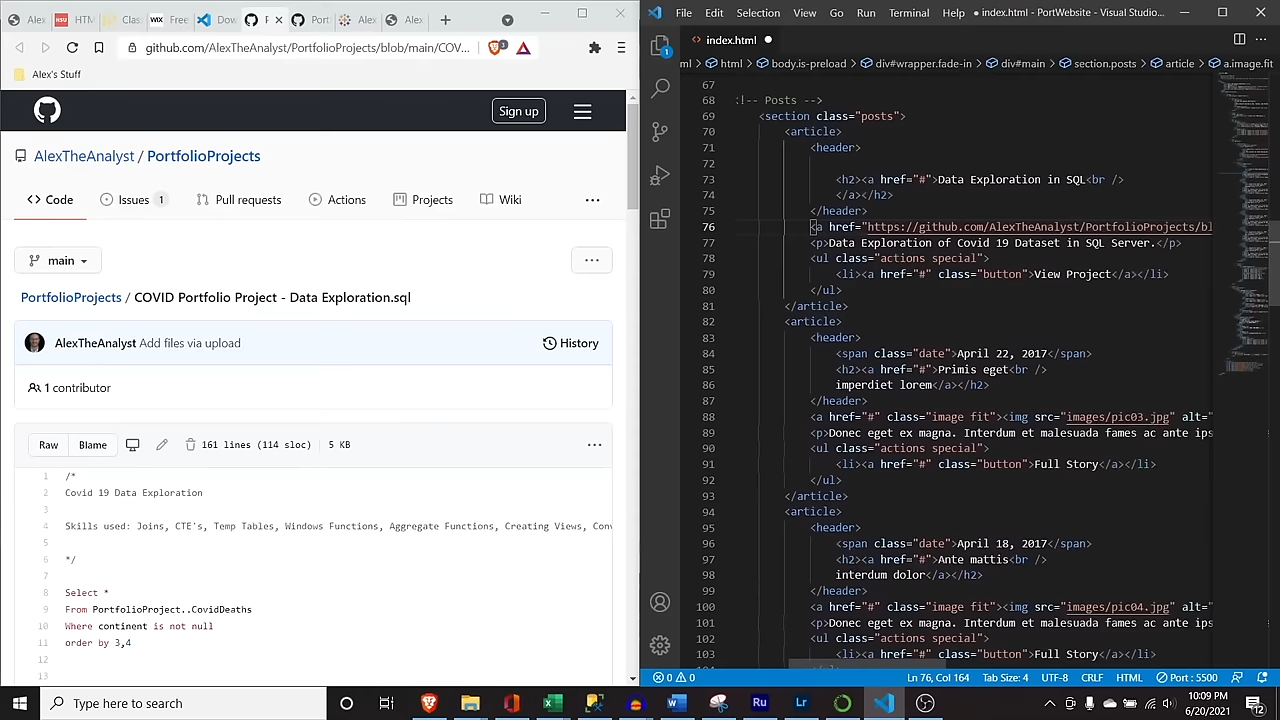 Ale
HTM
Clas
Free
Dow
P
Port
Ale
Ale
github.com/AlexTheAnalyst/PortfolioProjects/blob/main/COV...
Alex's Stuff
Sign up
AlexTheAnalyst / PortfolioProjects
Code Issues 1 Pull requests Actions Projects Wiki ...
main
PortfolioProjects / COVID Portfolio Project - Data Exploration.sql
AlexTheAnalyst Add files via upload History
1 contributor
Raw Blame 161 lines (114 sloc) 5 KB
1 /*
2 Covid 19 Data Exploration
3
4 Skills used: Joins, CTE's, Temp Tables, Windows Functions, Aggregate Functions, Creating Views, Conv
5
6 */
7
8 Select *
9 From PortfolioProject..CovidDeaths
10 Where continent is not null
11 order by 3,4
12
13
File Edit Selection View Go Run Terminal Help index.html - PortWebsite - Visual Studio...
index.html
ml > html > body.is-preload > div#wrapper.fade-in > div#main > section.posts > article > a.image.fit
67
68 !-- Posts -->
69 <section class="posts">
70 <article>
71 <header>
72
73 <h2><a href="#">Data Exploration in SQL<br />
74 </a></h2>
75 </header>
76 <a href="https://github.com/AlexTheAnalyst/PortfolioProjects/bl
77 <p>Data Exploration of Covid 19 Dataset in SQL Server.</p>
78 <ul class="actions special">
79 <li><a href="#" class="button">View Project</a></li>
80 </ul>
81 </article>
82 <article>
83 <header>
84 <span class="date">April 22, 2017</span>
85 <h2><a href="#">Primis eget<br />
86 imperdiet lorem</a></h2>
87 </header>
88 <a href="#" class="image fit"><img src="images/pic03.jpg" alt="
89 <p>Donec eget ex magna. Interdum et malesuada fames ac ante ips
90 <ul class="actions special">
91 <li><a href="#" class="button">Full Story</a></li>
92 </ul>
93 </article>
94 <article>
95 <header>
96 <span class="date">April 18, 2017</span>
97 <h2><a href="#">Ante mattis<br />
98 interdum dolor</a></h2>
99 </header>
100 <a href="#" class="image fit"><img src="images/pic04.jpg" alt="
101 <p>Donec eget ex magna. Interdum et malesuada fames ac ante ips
102 <ul class="actions special">
103 <li><a href="#" class="button">Full Story</a></li>
0 0 Ln 76, Col 164 Tab Size: 4 UTF-8 CRLF HTML Port : 5500
Type here to search
Ru
Lr
10:09 PM
6/20/2021